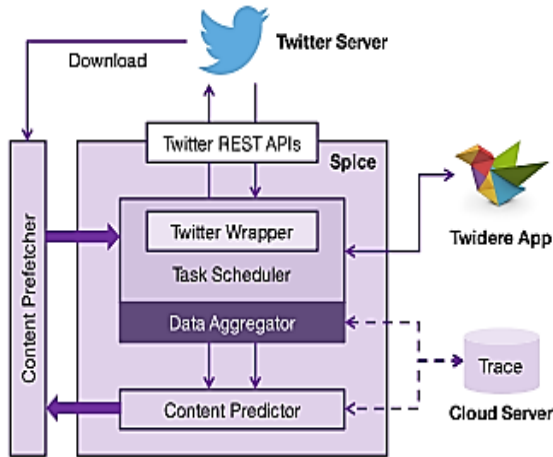 Twitter Server
Download
Twitter REST APIs
Spice
Twitter Wrapper
Task Scheduler
Twidere App
Data Aggregator
Content Prefetcher
Trace
Content Predictor
Cloud Server